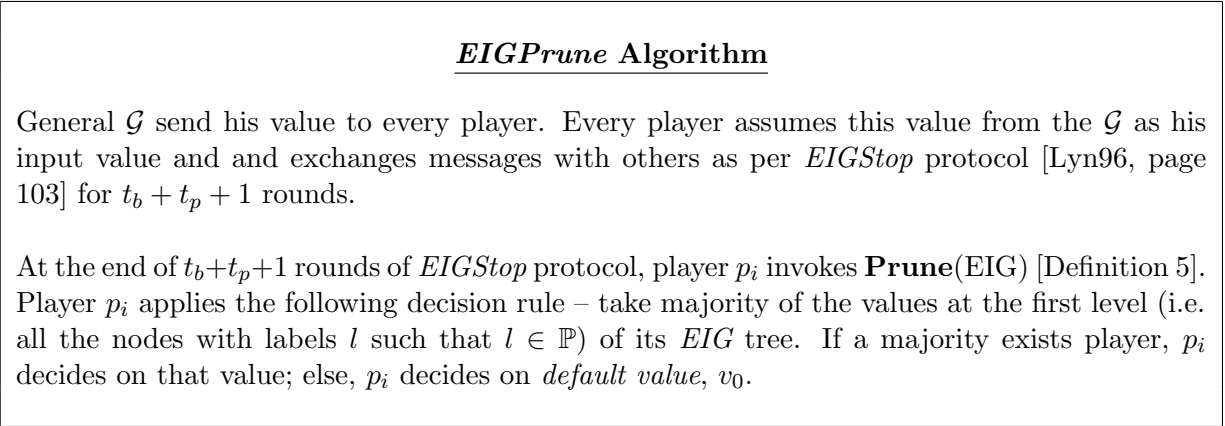 EIGPrune Algorithm
General 𝒢 send his value to every player. Every player assumes this value from the 𝒢 as his
input value and and exchanges messages with others as per EIGStop protocol [Lyn96, page
103] for t_b + t_p + 1 rounds.
At the end of t_b+t_p+1 rounds of EIGStop protocol, player p_i invokes Prune(EIG) [Definition 5].
Player p_i applies the following decision rule – take majority of the values at the first level (i.e.
all the nodes with labels l such that l ∈ ℙ) of its EIG tree. If a majority exists player, p_i
decides on that value; else, p_i decides on default value, v_0.